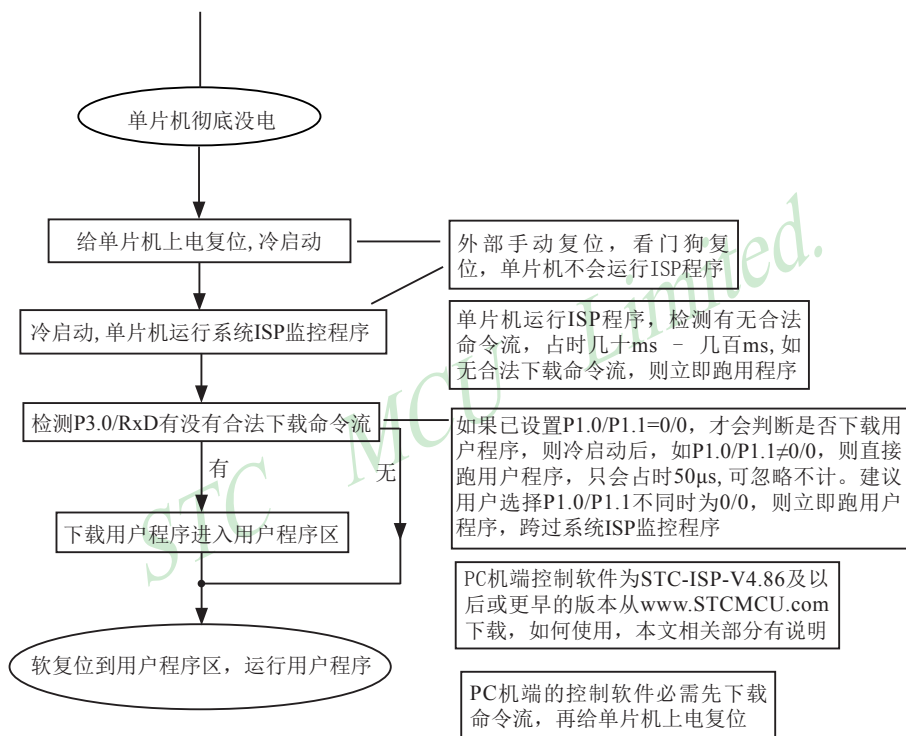 单片机彻底没电
给单片机上电复位,冷启动
外部手动复位，看门狗复
位，单片机不会运行ISP程序
冷启动,单片机运行系统ISP监控程序
单片机运行ISP程序，检测有无合法
命令流，占时几十ms - 几百ms,如
无合法下载命令流，则立即跑用程序
检测P3.0/RxD有没有合法下载命令流
有
无
如果已设置P1.0/P1.1=0/0，才会判断是否下载用
户程序，则冷启动后，如P1.0/P1.1≠0/0，则直接
跑用户程序，只会占时50μs,可忽略不计。建议
用户选择P1.0/P1.1不同时为0/0，则立即跑用户
程序，跨过系统ISP监控程序
下载用户程序进入用户程序区
PC机端控制软件为STC-ISP-V4.86及以
后或更早的版本从www.STCMCU.com
下载，如何使用，本文相关部分有说明
软复位到用户程序区，运行用户程序
PC机端的控制软件必需先下载
命令流，再给单片机上电复位
STC MCU Limited.